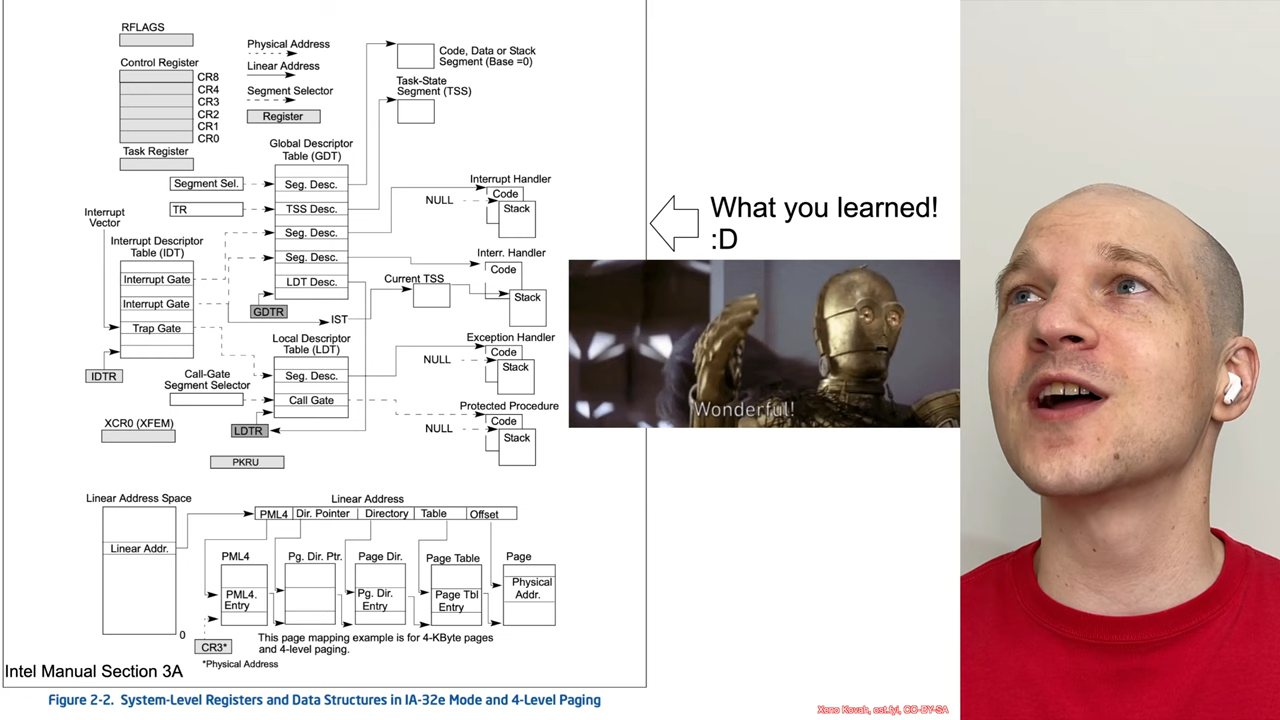 RFLAGS
Control Register
CR8
CR4
CR3
CR2
CR1
CR0
Task Register
Physical Address
Linear Address
Segment Selector
Register
Code, Data or Stack
Segment (Base =0)
Task-State
Segment (TSS)
Global Descriptor
Table (GDT)
Segment Sel.
Seg. Desc.
TR
TSS Desc.
Seg. Desc.
Seg. Desc.
LDT Desc.
GDTR
Interrupt
Vector
Interrupt Descriptor
Table (IDT)
Interrupt Gate
Interrupt Gate
Trap Gate
IDTR
Interrupt Handler
NULL
Code
Stack
Interr. Handler
Code
Stack
Current TSS
IST
Local Descriptor
Table (LDT)
Call-Gate
Segment Selector
Seg. Desc.
Call Gate
LDTR
Exception Handler
NULL
Code
Stack
Protected Procedure
NULL
Code
Stack
XCR0 (XFEM)
PKRU
What you learned!
:D
Wonderful!
Linear Address Space
Linear Addr.
0
Linear Address
PML4 Dir. Pointer Directory Table Offset
PML4
PML4.
Entry
Pg. Dir. Ptr.
Page Dir.
Pg. Dir.
Entry
Page Table
Page Tbl
Entry
Page
Physical
Addr.
CR3*
*Physical Address
This page mapping example is for 4-KByte pages
and 4-level paging.
Intel Manual Section 3A
Figure 2-2. System-Level Registers and Data Structures in IA-32e Mode and 4-Level Paging
Xeno Kovah, ost.fyi, CC-BY-SA